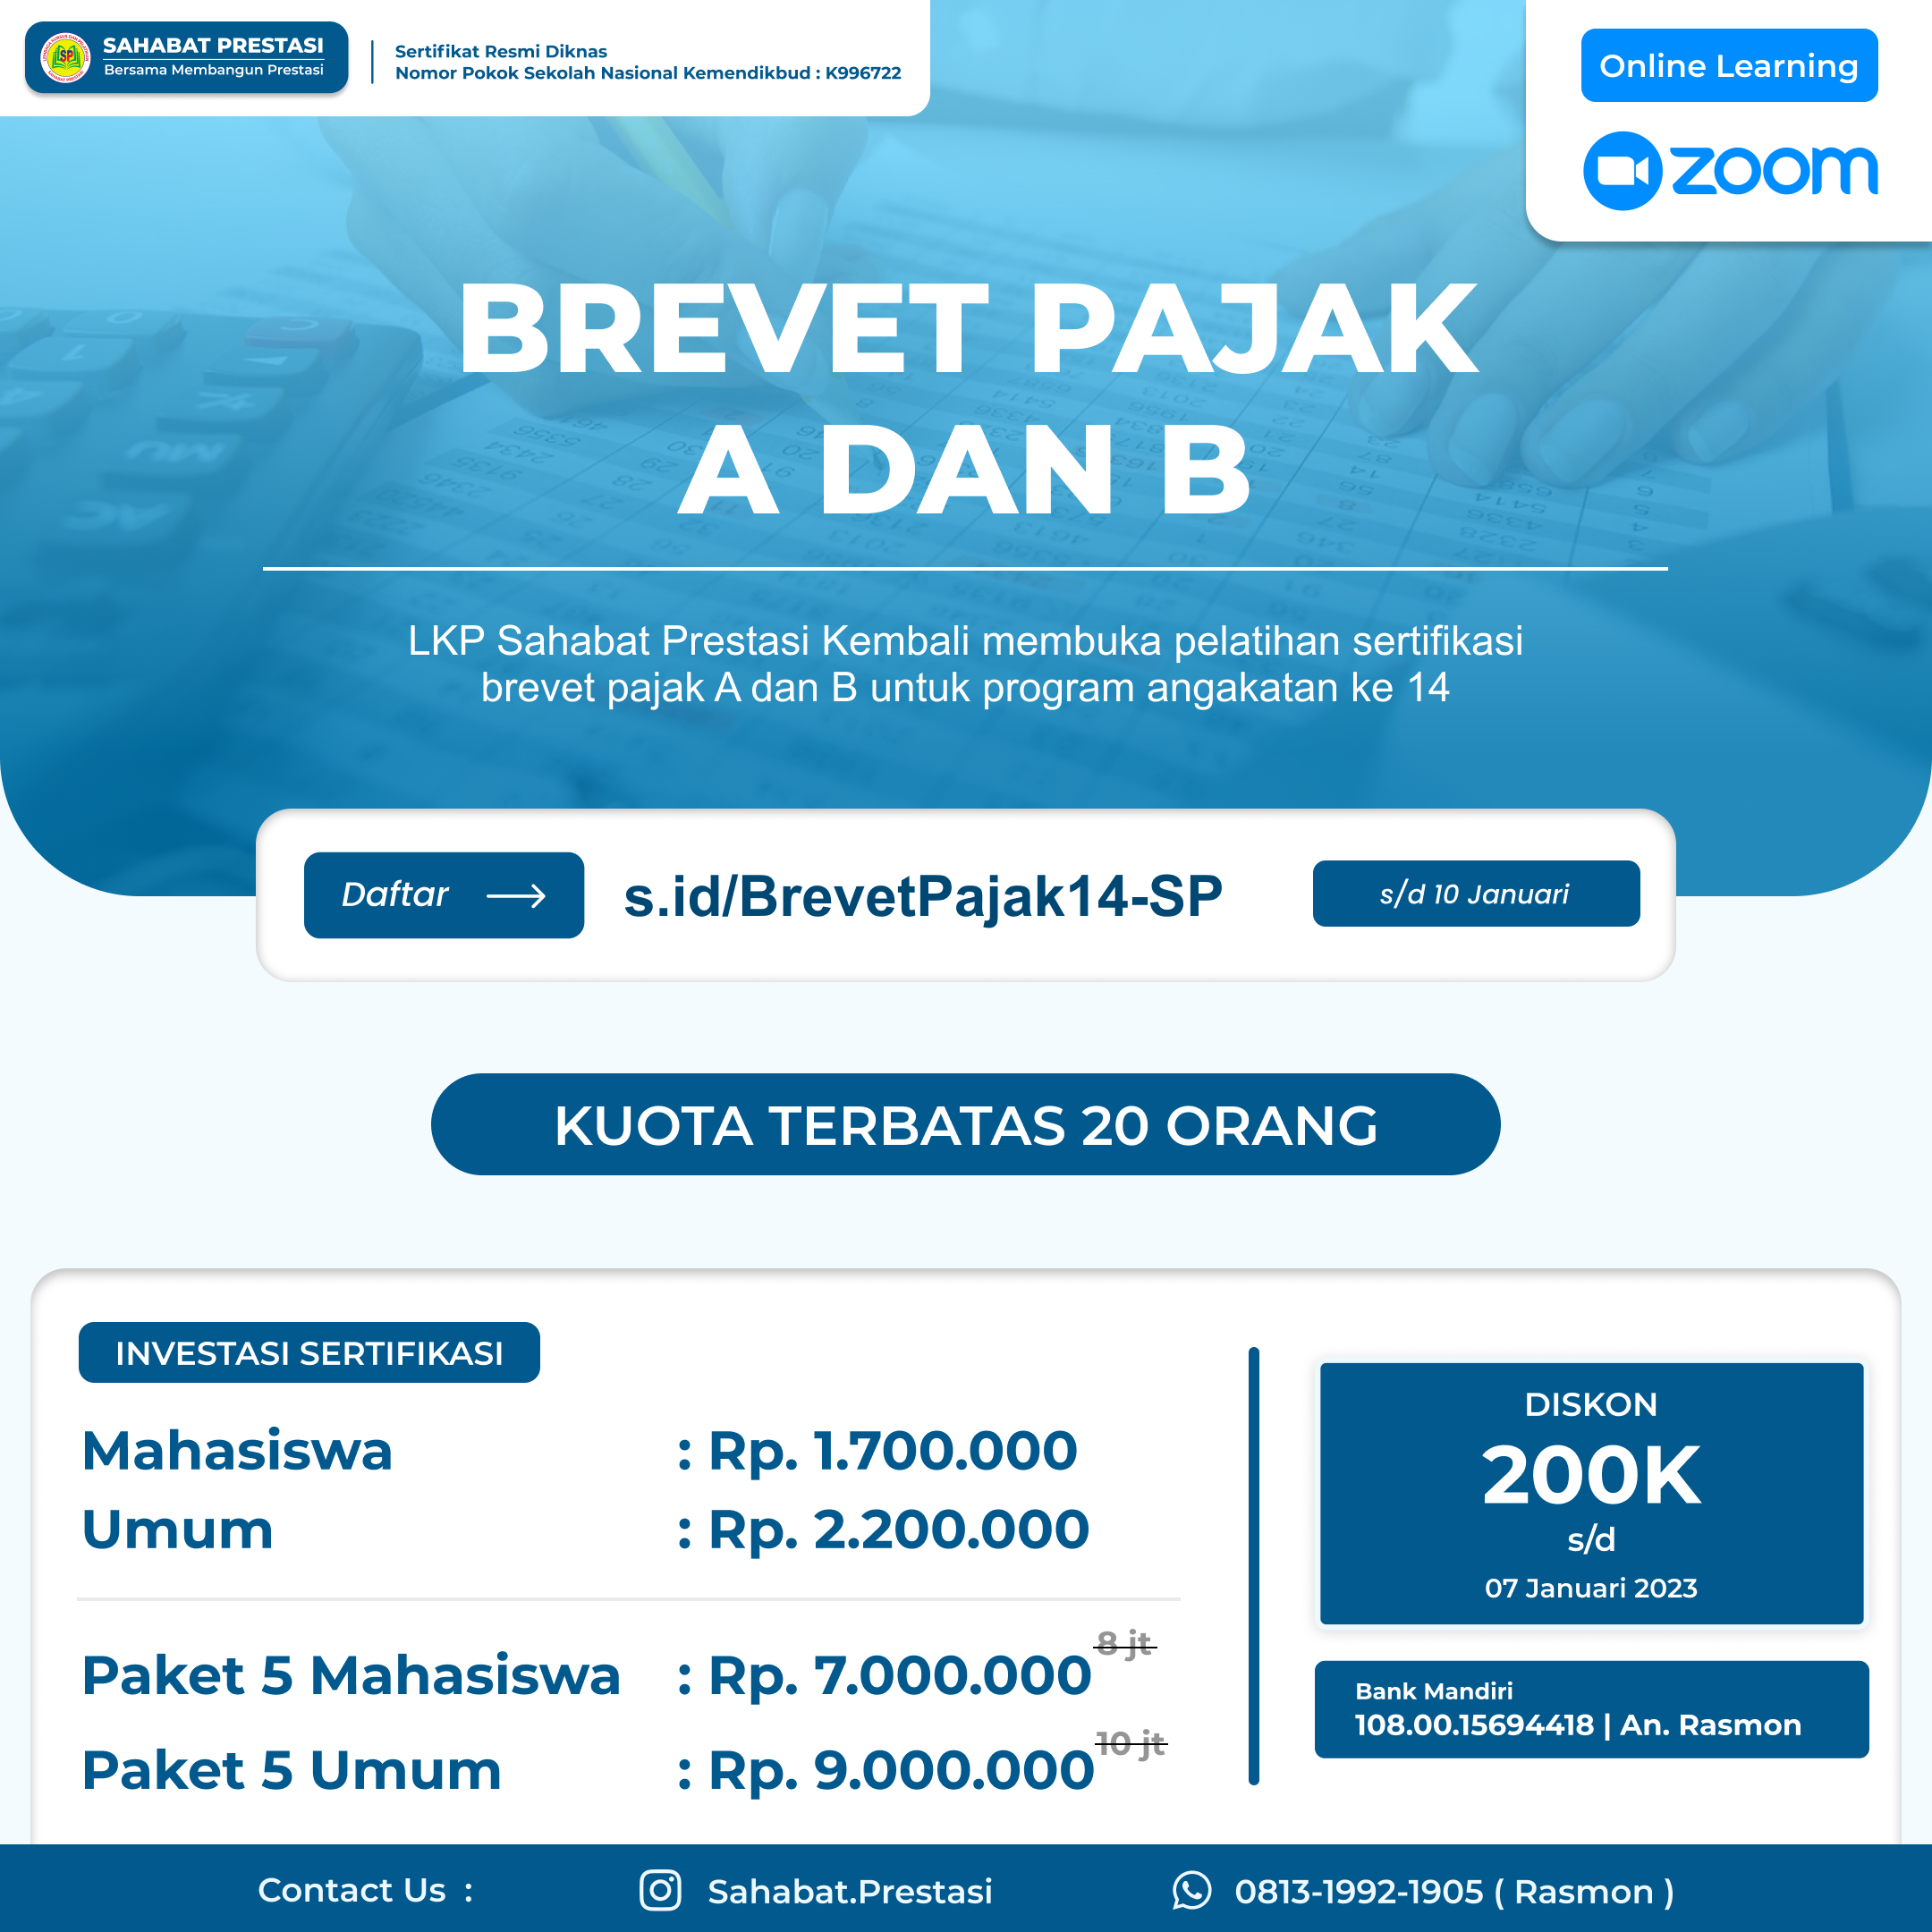 SAHABAT PRESTASI
Bersama Membangun Prestasi
Sertifikat Resmi Diknas
Nomor Pokok Sekolah Nasional Kemendikbud : K996722
Online Learning
zoom
BREVET PAJAK
A DAN B
LKP Sahabat Prestasi Kembali membuka pelatihan sertifikasi
brevet pajak A dan B untuk program angakatan ke 14
Daftar → s.id/BrevetPajak14-SP s/d 10 Januari
KUOTA TERBATAS 20 ORANG
INVESTASI SERTIFIKASI
Mahasiswa : Rp. 1.700.000
Umum : Rp. 2.200.000
Paket 5 Mahasiswa : Rp. 7.000.000 8 jt
Paket 5 Umum : Rp. 9.000.000 10 jt
DISKON
200K
s/d
07 Januari 2023
Bank Mandiri
108.00.15694418 | An. Rasmon
Contact Us : Sahabat.Prestasi 0813-1992-1905 ( Rasmon )